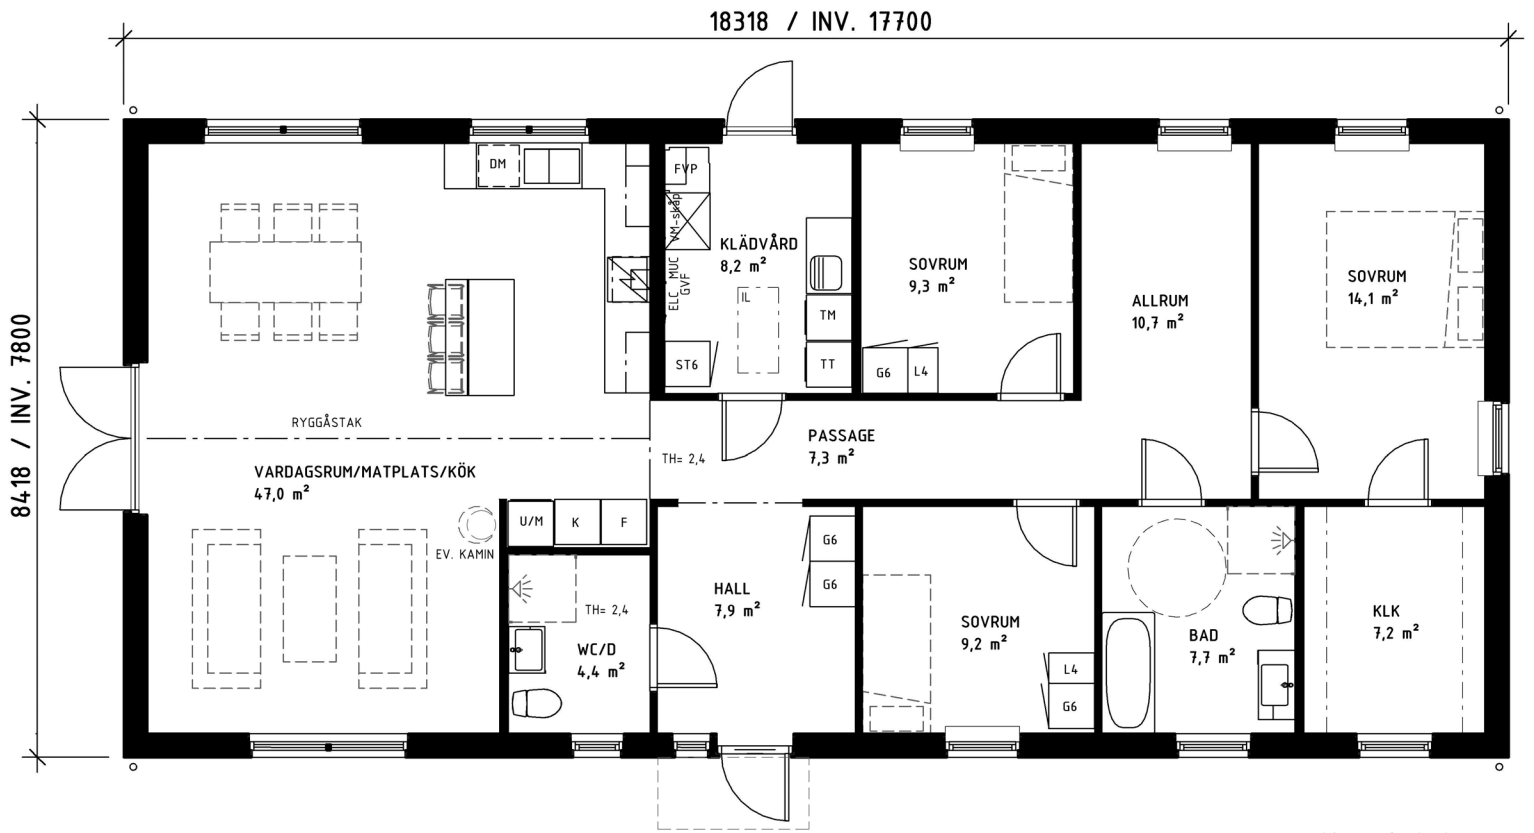 18318 / INV. 17700
8418 / INV. 7800
DM
FVP
VM-skåp
KLÄDVÅRD
8,2 m²
ELC MUC
GVF
IL
TM
TT
ST6
SOVRUM
9,3 m²
G6
L4
ALLRUM
10,7 m²
SOVRUM
14,1 m²
RYGGÅSTAK
VARDAGSRUM/MATPLATS/KÖK
47,0 m²
TH= 2,4
PASSAGE
7,3 m²
EV. KAMIN
U/M
K
F
TH= 2,4
WC/D
4,4 m²
HALL
7,9 m²
G6
G6
SOVRUM
9,2 m²
L4
G6
BAD
7,7 m²
KLK
7,2 m²